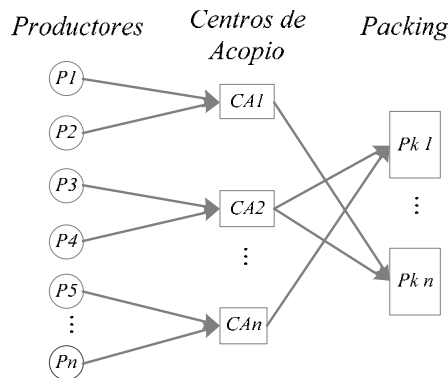 Productores
Centros de
Acopio
Packing
P1
P2
P3
P4
P5
⋮
Pn
CA1
CA2
⋮
CAn
Pk 1
⋮
Pk n